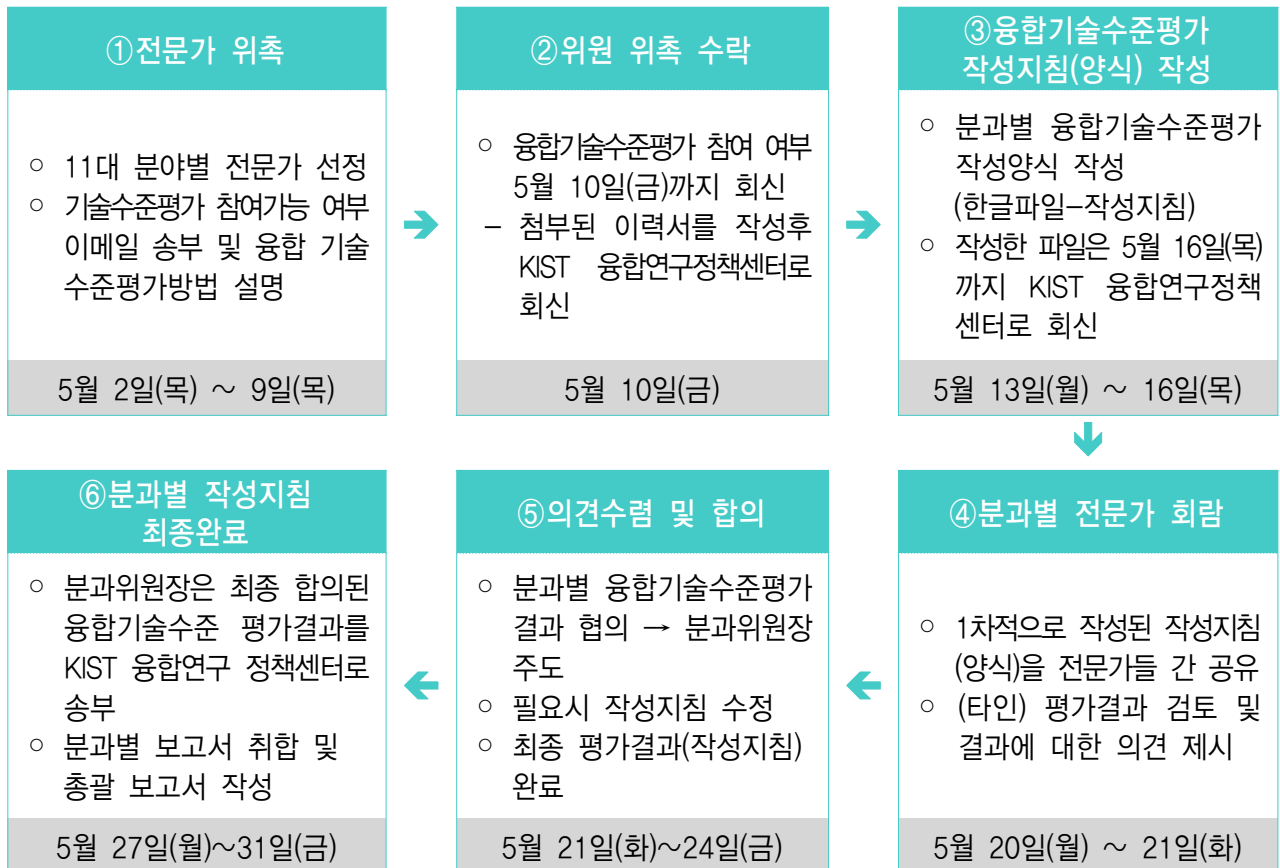 ①전문가 위촉
○ 11대 분야별 전문가 선정
○ 기술수준평가 참여가능 여부
이메일 송부 및 융합 기술
수준평가방법 설명
5월 2일(목) ~ 9일(목)
②위원 위촉 수락
○ 융합기술수준평가 참여 여부
5월 10일(금)까지 회신
- 첨부된 이력서를 작성후
KIST 융합연구정책센터로
회신
5월 10일(금)
③융합기술수준평가
작성지침(양식) 작성
○ 분과별 융합기술수준평가
작성양식 작성
(한글파일-작성지침)
○ 작성한 파일은 5월 16일(목)
까지 KIST 융합연구정책
센터로 회신
5월 13일(월) ~ 16일(목)
④분과별 전문가 회람
○ 1차적으로 작성된 작성지침
(양식)을 전문가들 간 공유
○ (타인) 평가결과 검토 및
결과에 대한 의견 제시
5월 20일(월) ~ 21일(화)
⑤의견수렴 및 합의
○ 분과별 융합기술수준평가
결과 협의 → 분과위원장
주도
○ 필요시 작성지침 수정
○ 최종 평가결과(작성지침)
완료
5월 21일(화)~24일(금)
⑥분과별 작성지침
최종완료
○ 분과위원장은 최종 합의된
융합기술수준 평가결과를
KIST 융합연구 정책센터로
송부
○ 분과별 보고서 취합 및
총괄 보고서 작성
5월 27일(월)~31일(금)